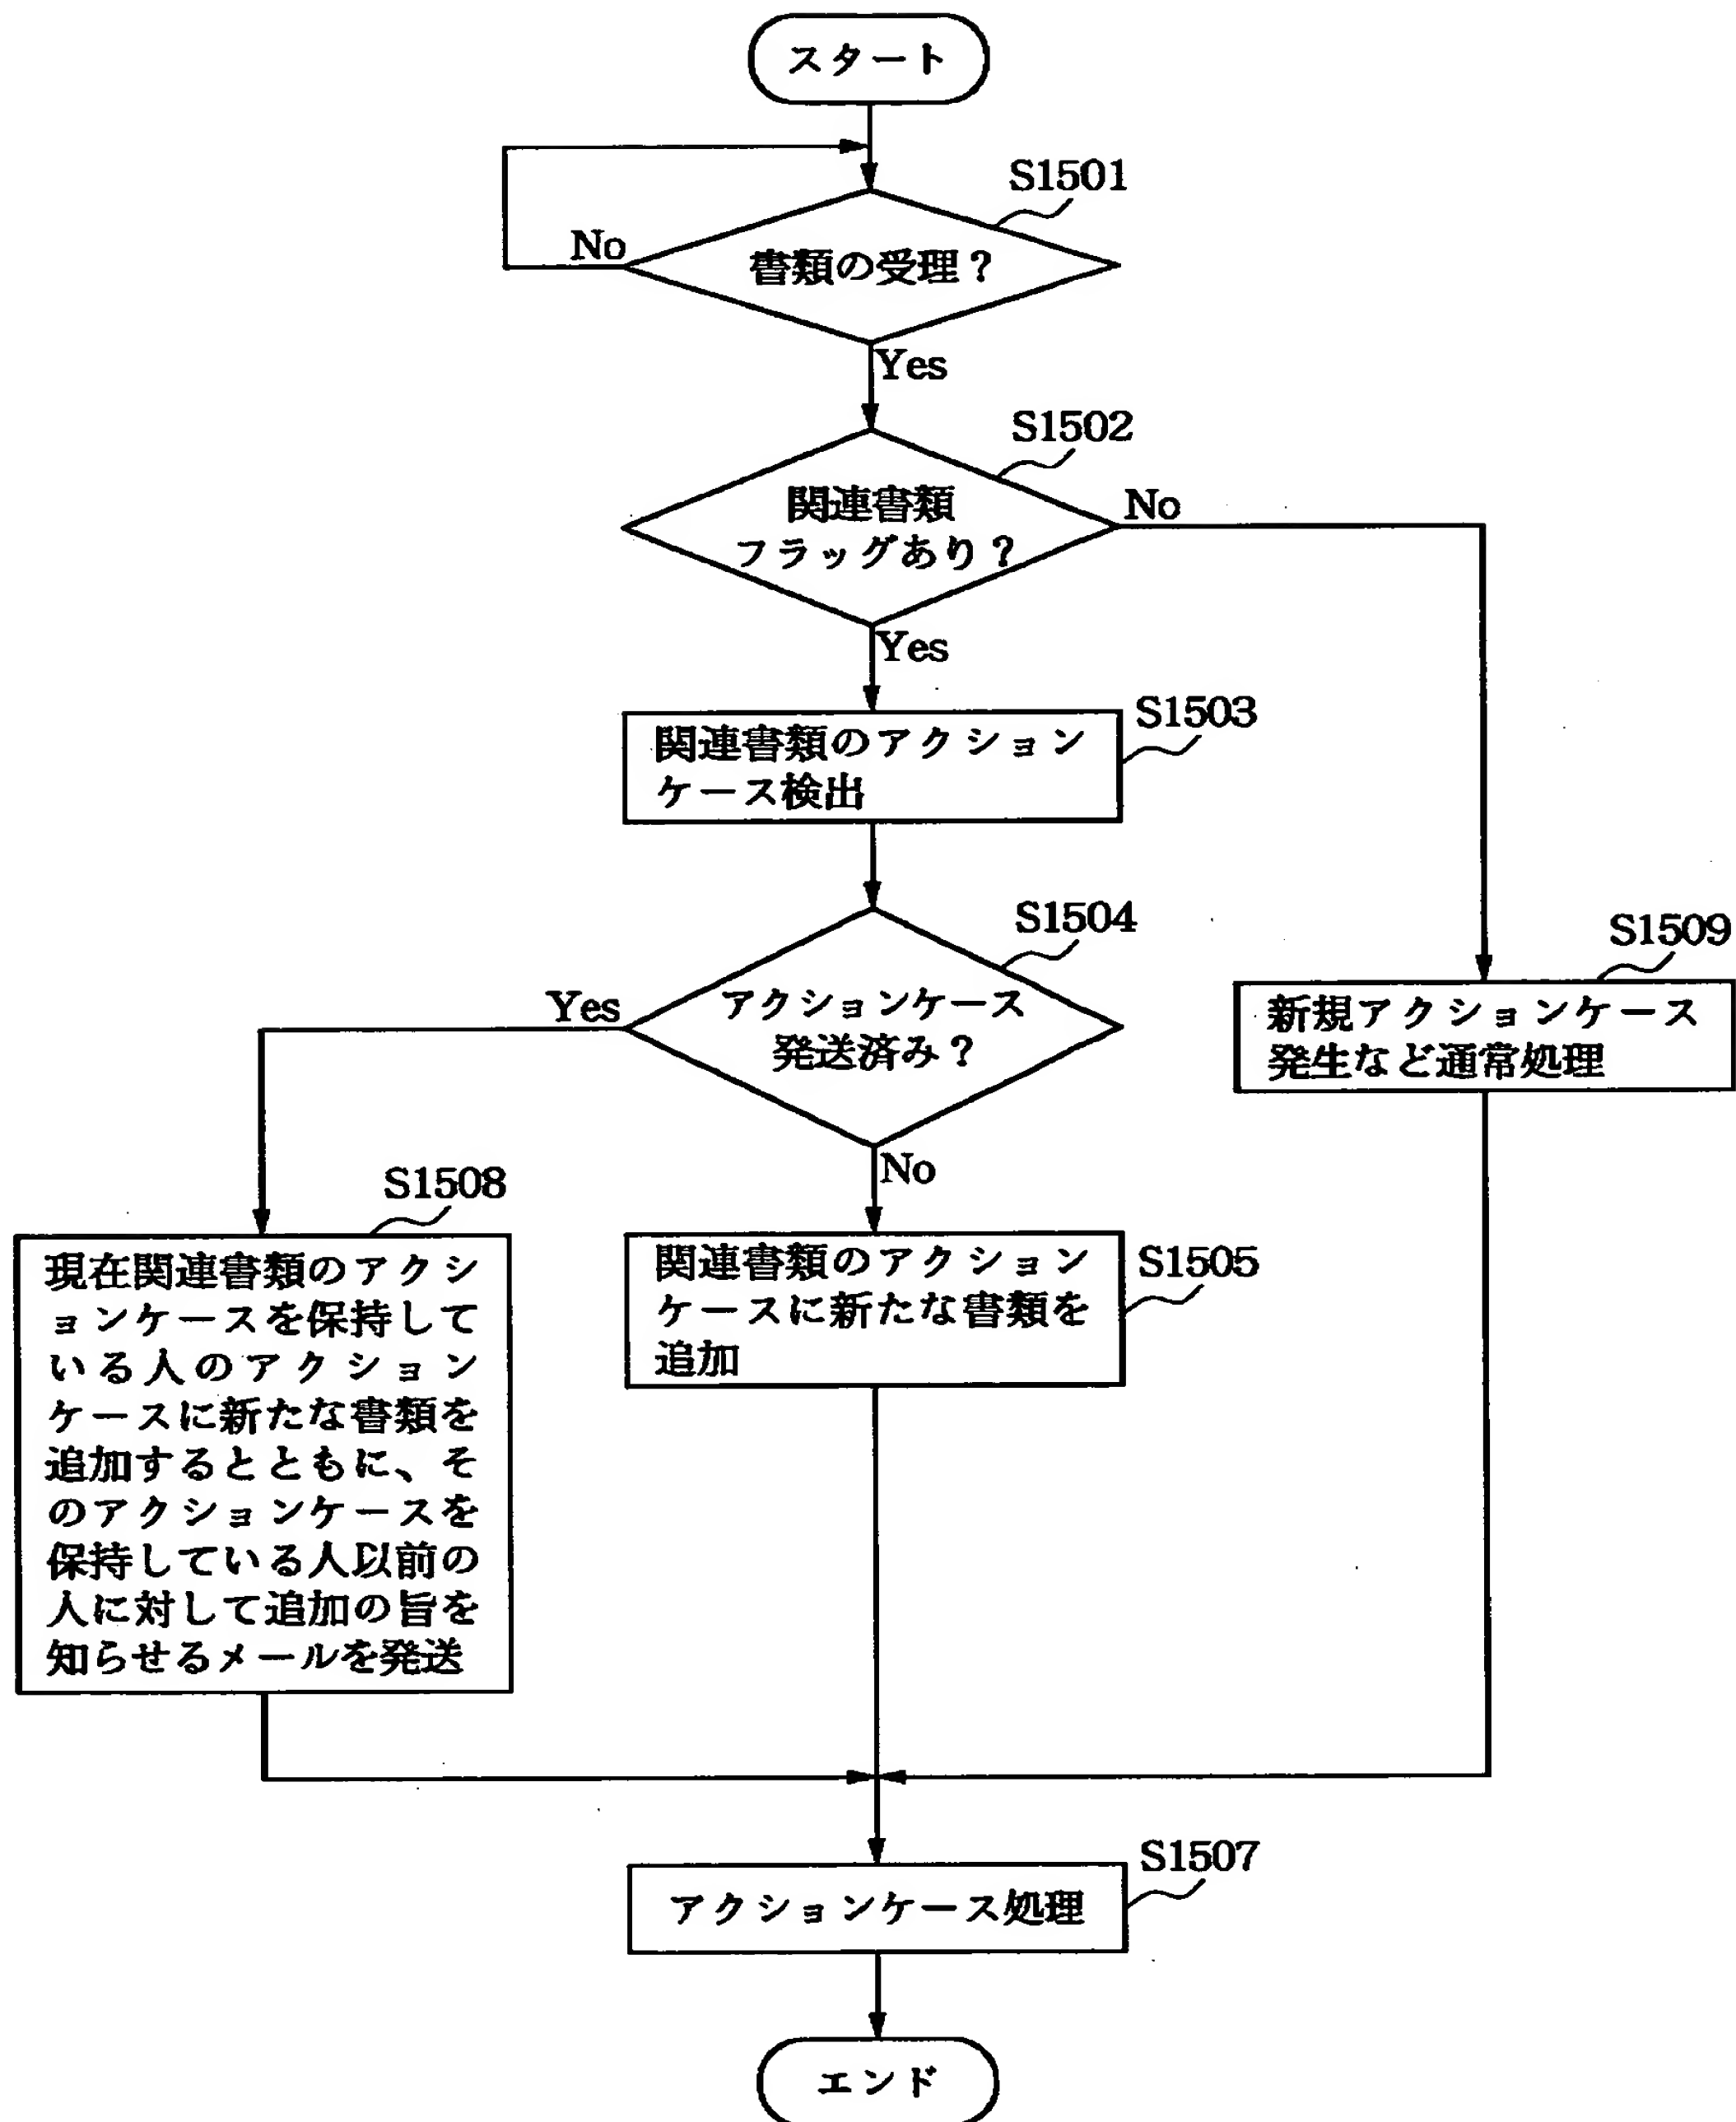 スタート
S1501
No
書類の受理？
Yes
S1502
関連書類
フラッグあり？
No
Yes
S1503
関連書類のアクション
ケース検出
S1504
アクションケース
発送済み？
Yes
No
S1509
新規アクションケース
発生など通常処理
S1508
現在関連書類のアクシ
ョンケースを保持して
いる人のアクション
ケースに新たな書類を
追加するとともに、そ
のアクションケースを
保持している人以前の
人に対して追加の旨を
知らせるメールを発送
S1505
関連書類のアクション
ケースに新たな書類を
追加
S1507
アクションケース処理
エンド